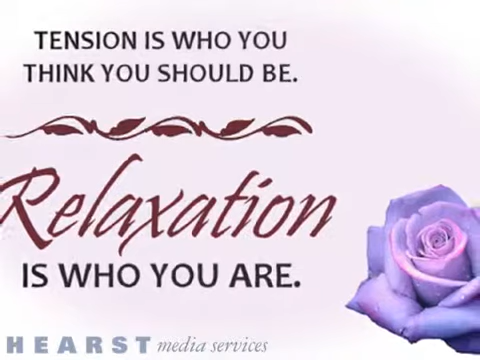 TENSION IS WHO YOU
THINK YOU SHOULD BE.
Relaxation
IS WHO YOU ARE.
HEARST media services